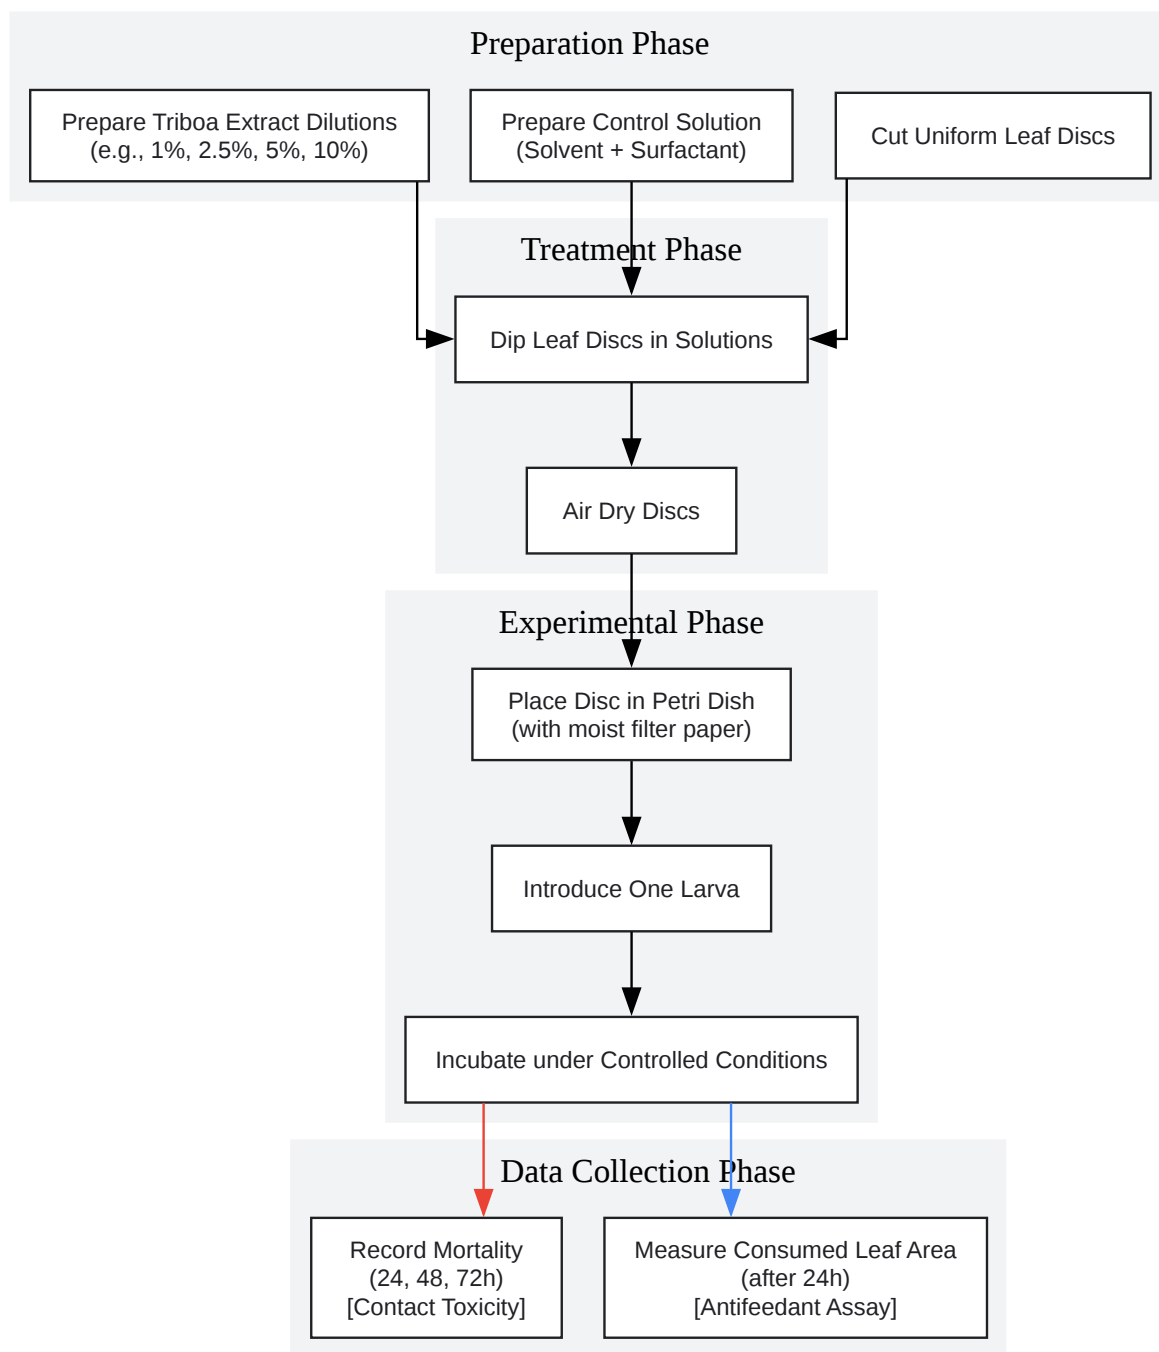 Preparation Phase
Prepare Triboa Extract Dilutions
(e.g., 1%, 2.5%, 5%, 10%)
Prepare Control Solution
(Solvent + Surfactant)
Cut Uniform Leaf Discs
Treatment Phase
Dip Leaf Discs in Solutions
Air Dry Discs
Experimental Phase
Place Disc in Petri Dish
(with moist filter paper)
Introduce One Larva
Incubate under Controlled Conditions
Data Collection Phase
Record Mortality
(24, 48, 72h)
[Contact Toxicity]
Measure Consumed Leaf Area
(after 24h)
[Antifeedant Assay]